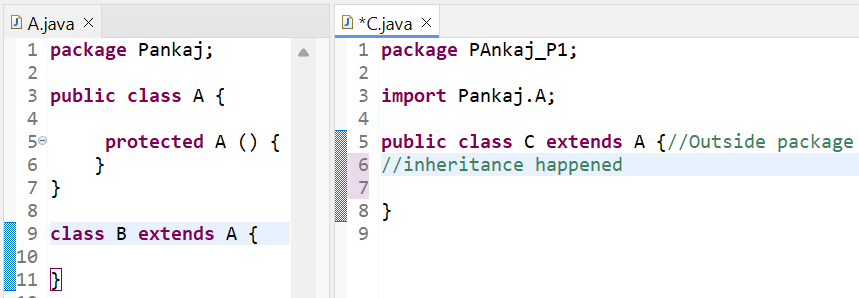 A.java
1 package Pankaj;
2
3 public class A {
4
5 protected A () {
6 }
7 }
8
9 class B extends A {
10
11 }
*C.java
1 package PAnkaj_P1;
2
3 import Pankaj.A;
4
5 public class C extends A {//Outside package
6 //inheritance happened
7
8 }
9